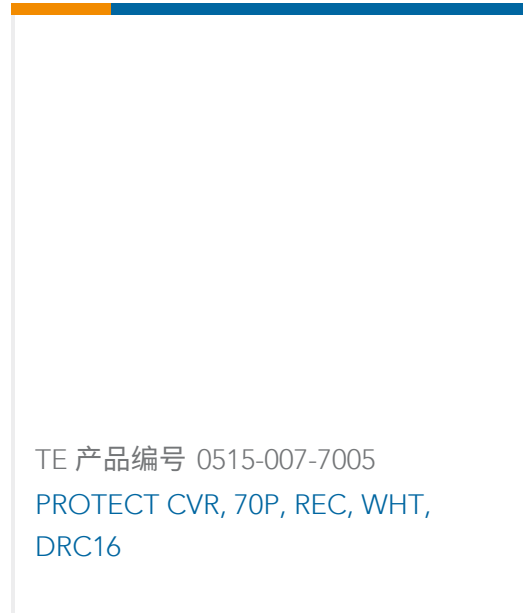 TE 产品编号 0515-007-7005
PROTECT CVR, 70P, REC, WHT,
DRC16